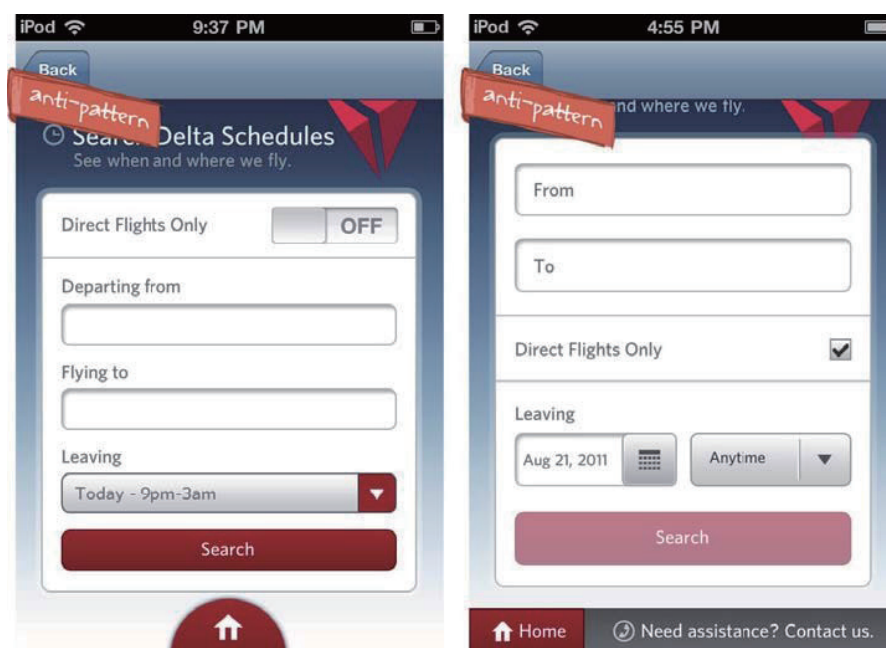 iPod 9:37 PM
Back
anti-pattern
Search Delta Schedules
See when and where we fly.
Direct Flights Only OFF
Departing from
Flying to
Leaving
Today - 9pm-3am
Search
iPod 4:55 PM
Back
anti-pattern
and where we fly.
From
To
Direct Flights Only
Leaving
Aug 21, 2011 Anytime
Search
Home Need assistance? Contact us.